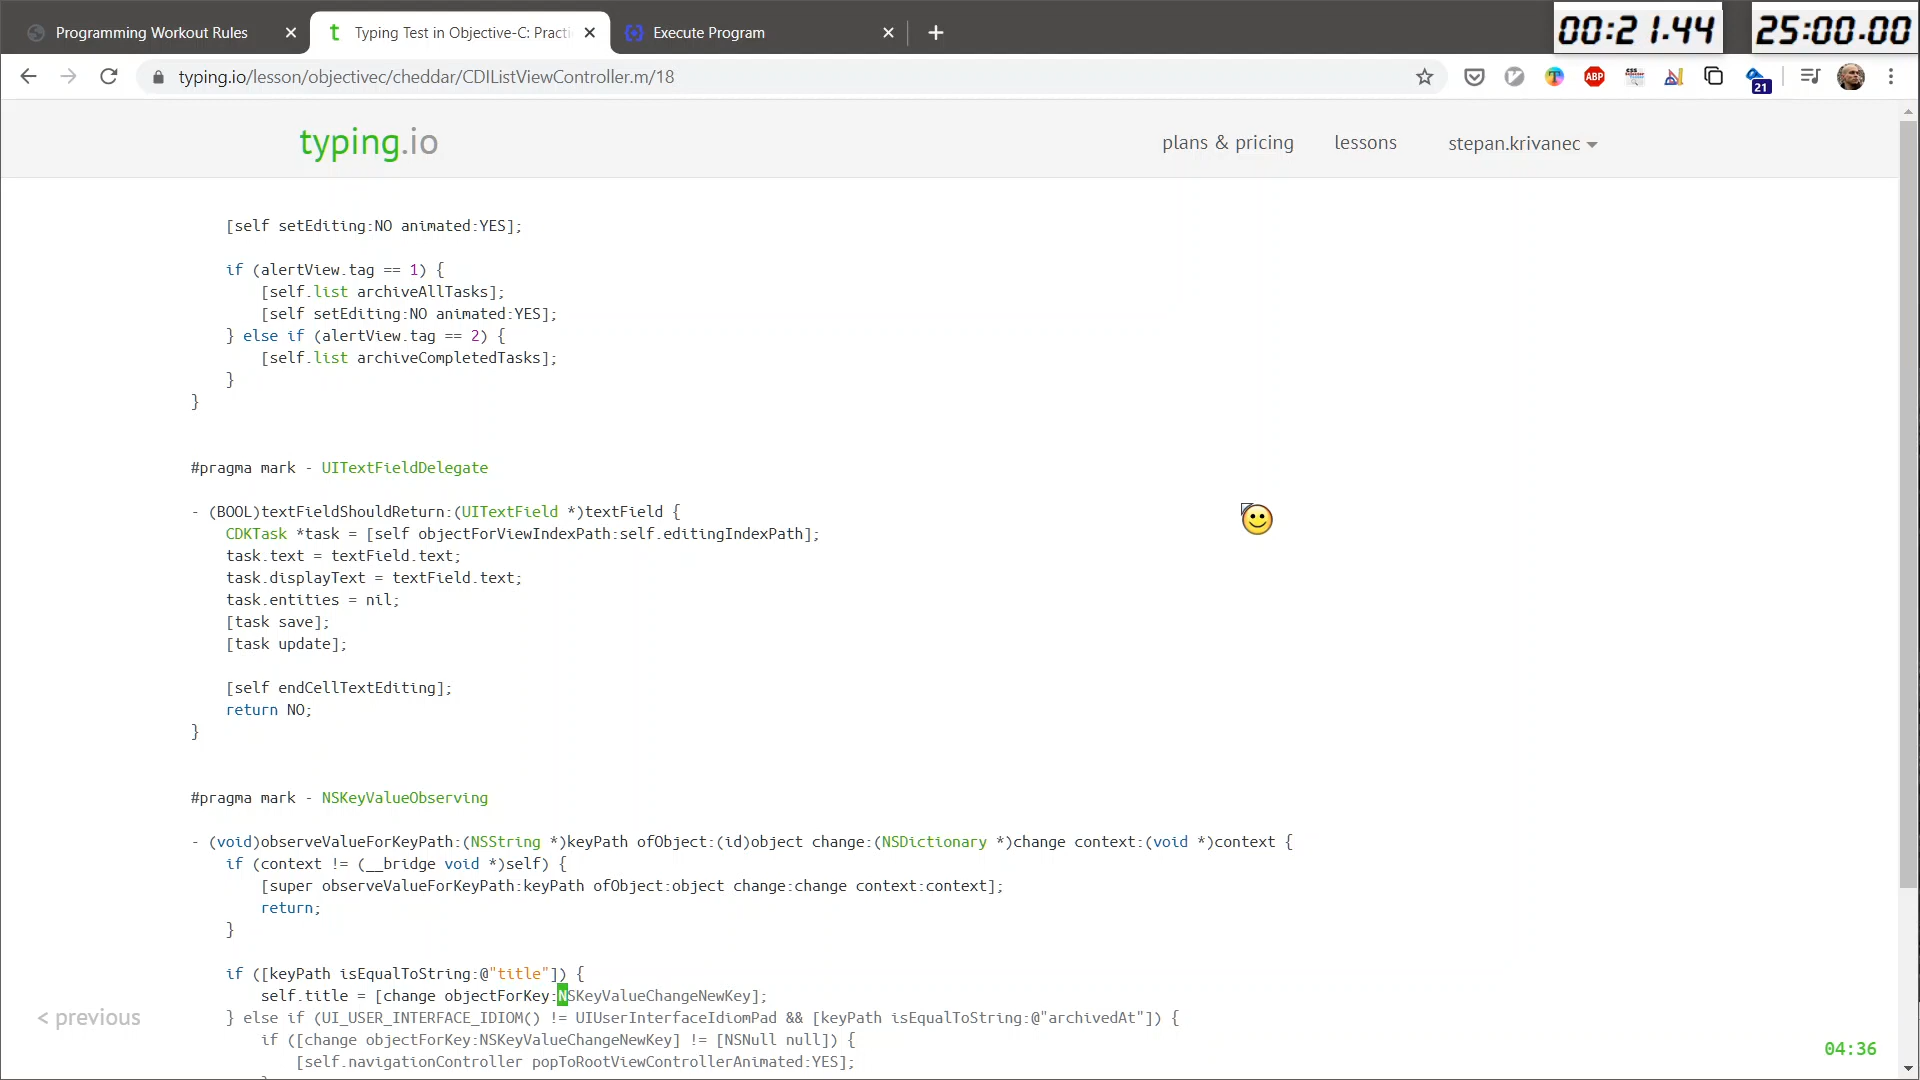 Programming Workout Rules
Typing Test in Objective-C: Practi
Execute Program
00:21.44
25:00.00
typing.io/lesson/objectivec/cheddar/CDIListViewController.m/18
ABP
21
typing.io
plans & pricing
lessons
stepan.krivanec
[self setEditing:NO animated:YES];
if (alertView.tag == 1) {
[self.list archiveAllTasks];
[self setEditing:NO animated:YES];
} else if (alertView.tag == 2) {
[self.list archiveCompletedTasks];
}
}
#pragma mark - UITextFieldDelegate
- (BOOL)textFieldShouldReturn:(UITextField *)textField {
CDKTask *task = [self objectForViewIndexPath:self.editingIndexPath];
task.text = textField.text;
task.displayText = textField.text;
task.entities = nil;
[task save];
[task update];
[self endCellTextEditing];
return NO;
}
#pragma mark - NSKeyValueObserving
- (void)observeValueForKeyPath:(NSString *)keyPath ofObject:(id)object change:(NSDictionary *)change context:(void *)context {
if (context != (__bridge void *)self) {
[super observeValueForKeyPath:keyPath ofObject:object change:change context:context];
return;
}
if ([keyPath isEqualToString:@"title"]) {
self.title = [change objectForKey:NSKeyValueChangeNewKey];
} else if (UI_USER_INTERFACE_IDIOM() != UIUserInterfaceIdiomPad && [keyPath isEqualToString:@"archivedAt"]) {
if ([change objectForKey:NSKeyValueChangeNewKey] != [NSNull null]) {
[self.navigationController popToRootViewControllerAnimated:YES];
< previous
04:36